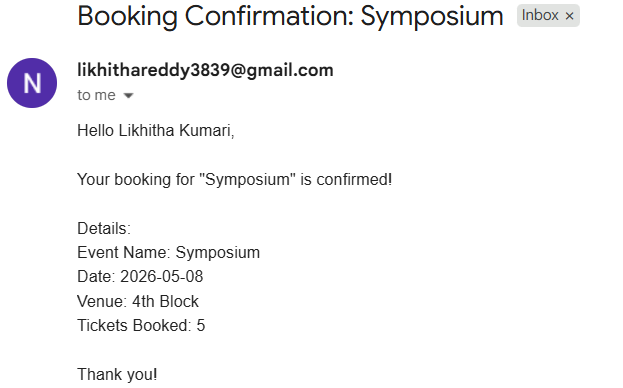 Booking Confirmation: Symposium Inbox ×
N
likhithareddy3839@gmail.com
to me
Hello Likhitha Kumari,
Your booking for "Symposium" is confirmed!
Details:
Event Name: Symposium
Date: 2026-05-08
Venue: 4th Block
Tickets Booked: 5
Thank you!